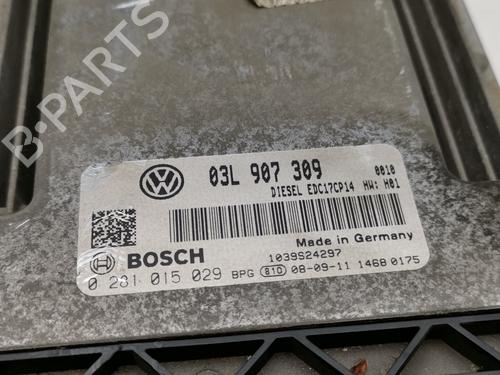 B-PARTS
03L 907 309
0010
DIESEL EDC17CP14 HW: H01
Made in Germany
BOSCH
1039S24297
0 281 015 029 BPG 810 08-09-11 1468 0175